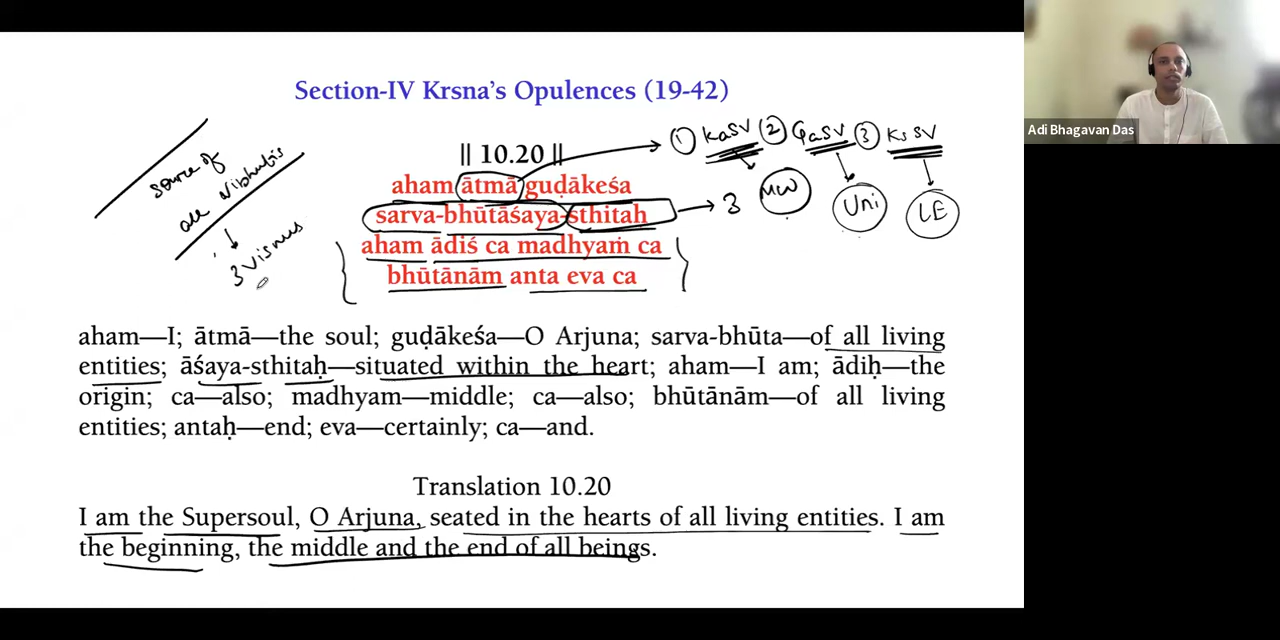 Section-IV Krsna's Opulences (19-42)
source of
all vibhutis
3 visnus
① KaSV ② GaSV ③ KsSV
MW Uni LE
3
|| 10.20 ||
aham ātmā guḍākeśa
sarva-bhūtāśaya-sthitaḥ
aham ādiś ca madhyaṁ ca
bhūtānām anta eva ca
aham—I; ātmā—the soul; guḍākeśa—O Arjuna; sarva-bhūta—of all living
entities; āśaya-sthitaḥ—situated within the heart; aham—I am; ādiḥ—the
origin; ca—also; madhyam—middle; ca—also; bhūtānām—of all living
entities; antaḥ—end; eva—certainly; ca—and.
Translation 10.20
I am the Supersoul, O Arjuna, seated in the hearts of all living entities. I am
the beginning, the middle and the end of all beings.
Adi Bhagavan Das